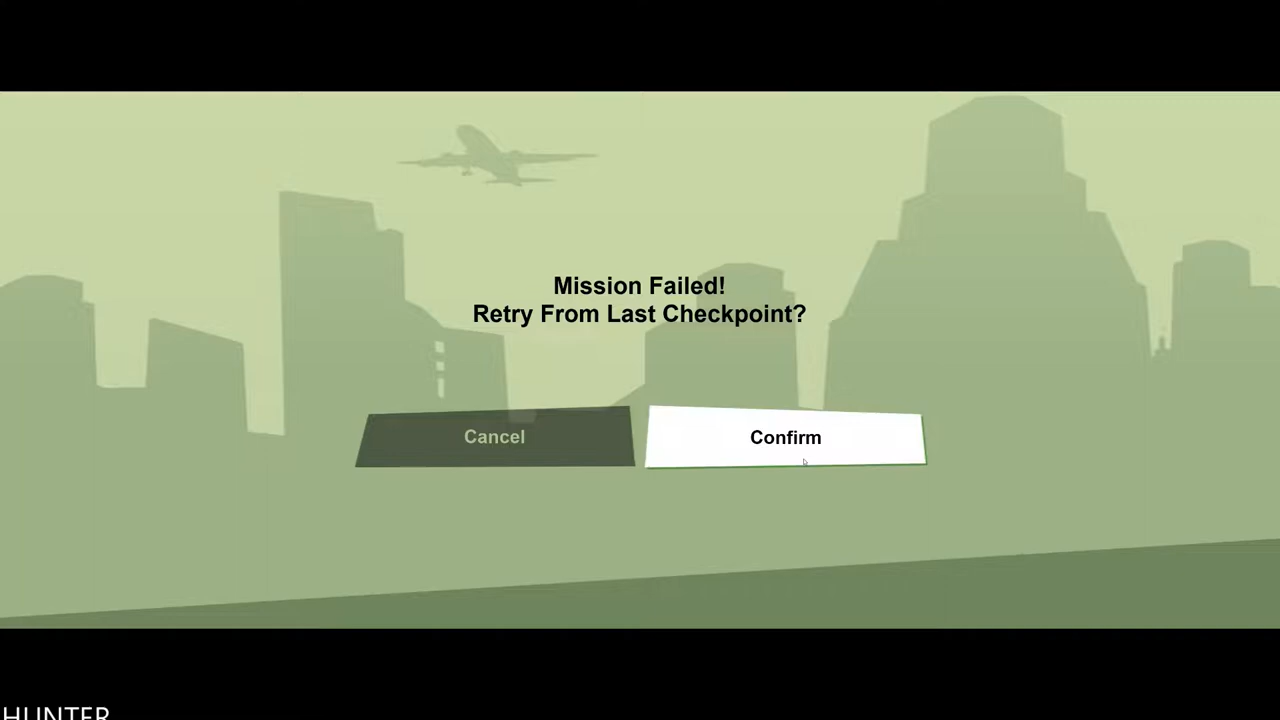 Mission Failed!
Retry From Last Checkpoint?
Cancel
Confirm
HUNTER